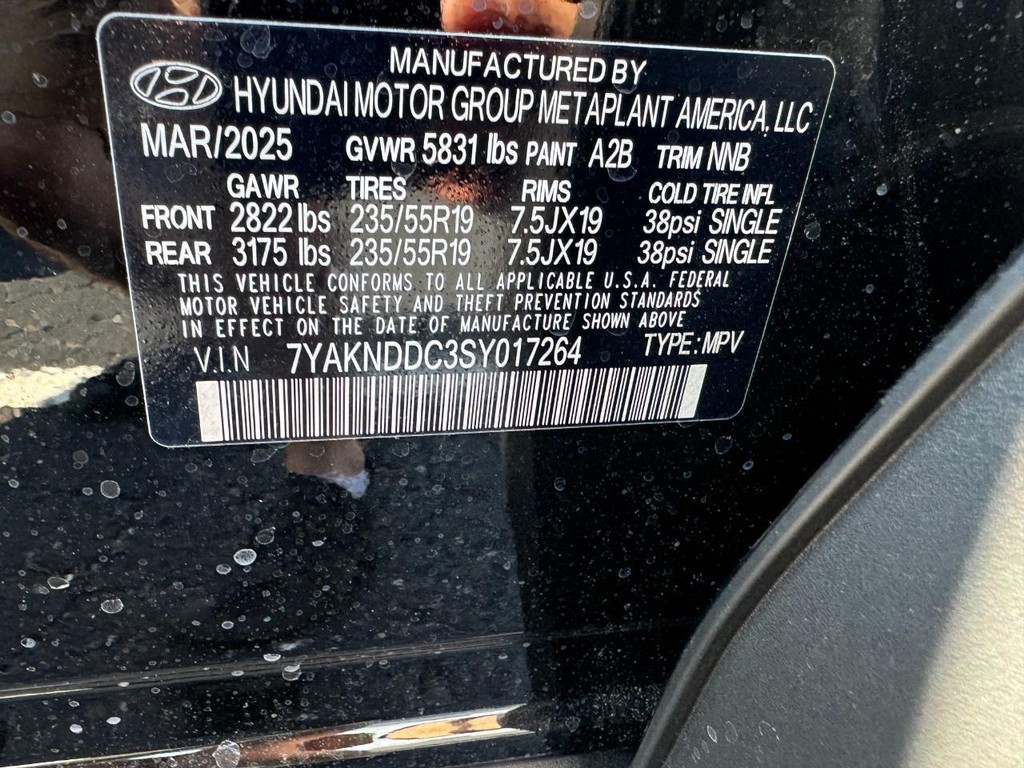 MANUFACTURED BY
HYUNDAI MOTOR GROUP METAPLANT AMERICA, LLC
MAR/2025 GVWR 5831 lbs PAINT A2B TRIM NNB
GAWR TIRES RIMS COLD TIRE INFL
FRONT 2822 lbs 235/55R19 7.5JX19 38psi SINGLE
REAR 3175 lbs 235/55R19 7.5JX19 38psi SINGLE
THIS VEHICLE CONFORMS TO ALL APPLICABLE U.S.A. FEDERAL
MOTOR VEHICLE SAFETY AND THEFT PREVENTION STANDARDS
IN EFFECT ON THE DATE OF MANUFACTURE SHOWN ABOVE
V.I.N 7YAKNDDC3SY017264 TYPE: MPV